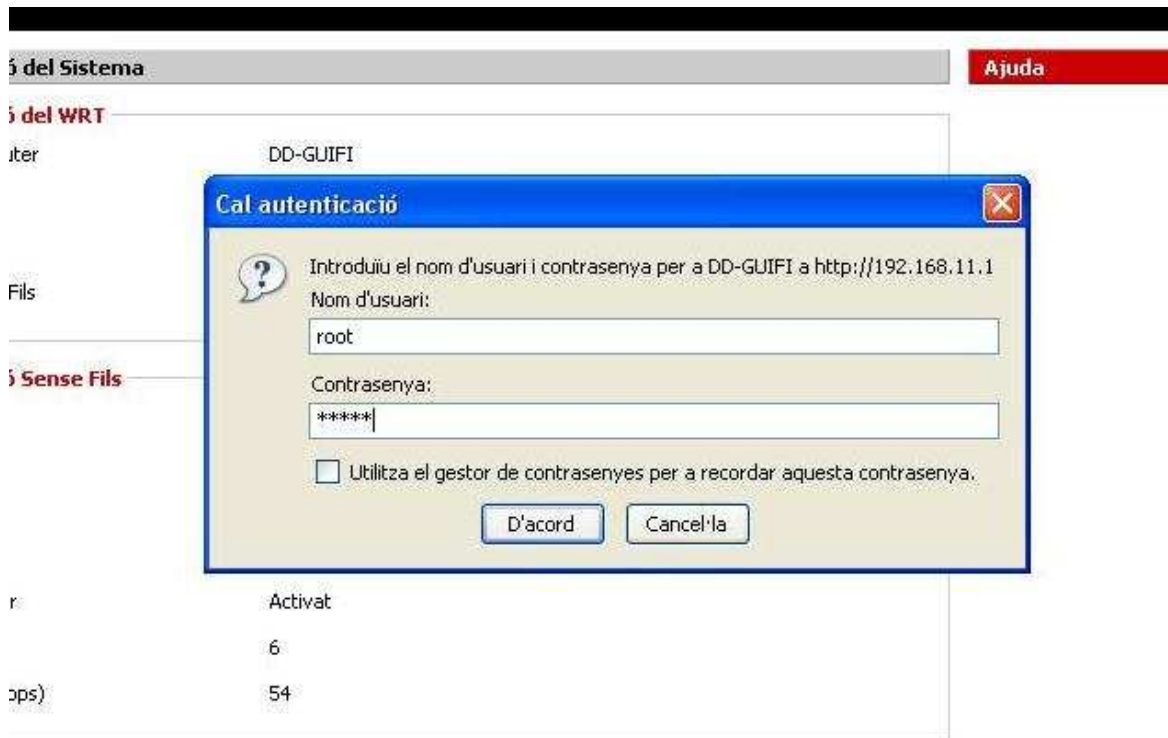 ó del Sistema
Ajuda
ó del WRT
uter DD-GUIFI
Cal autenticació
Introduïu el nom d'usuari i contrasenya per a DD-GUIFI a http://192.168.11.1
Nom d'usuari:
Fils
root
ó Sense Fils
Contrasenya:
*****
Utilitza el gestor de contrasenyes per a recordar aquesta contrasenya.
D'acord
Cancel·la
r Activat
6
ops) 54